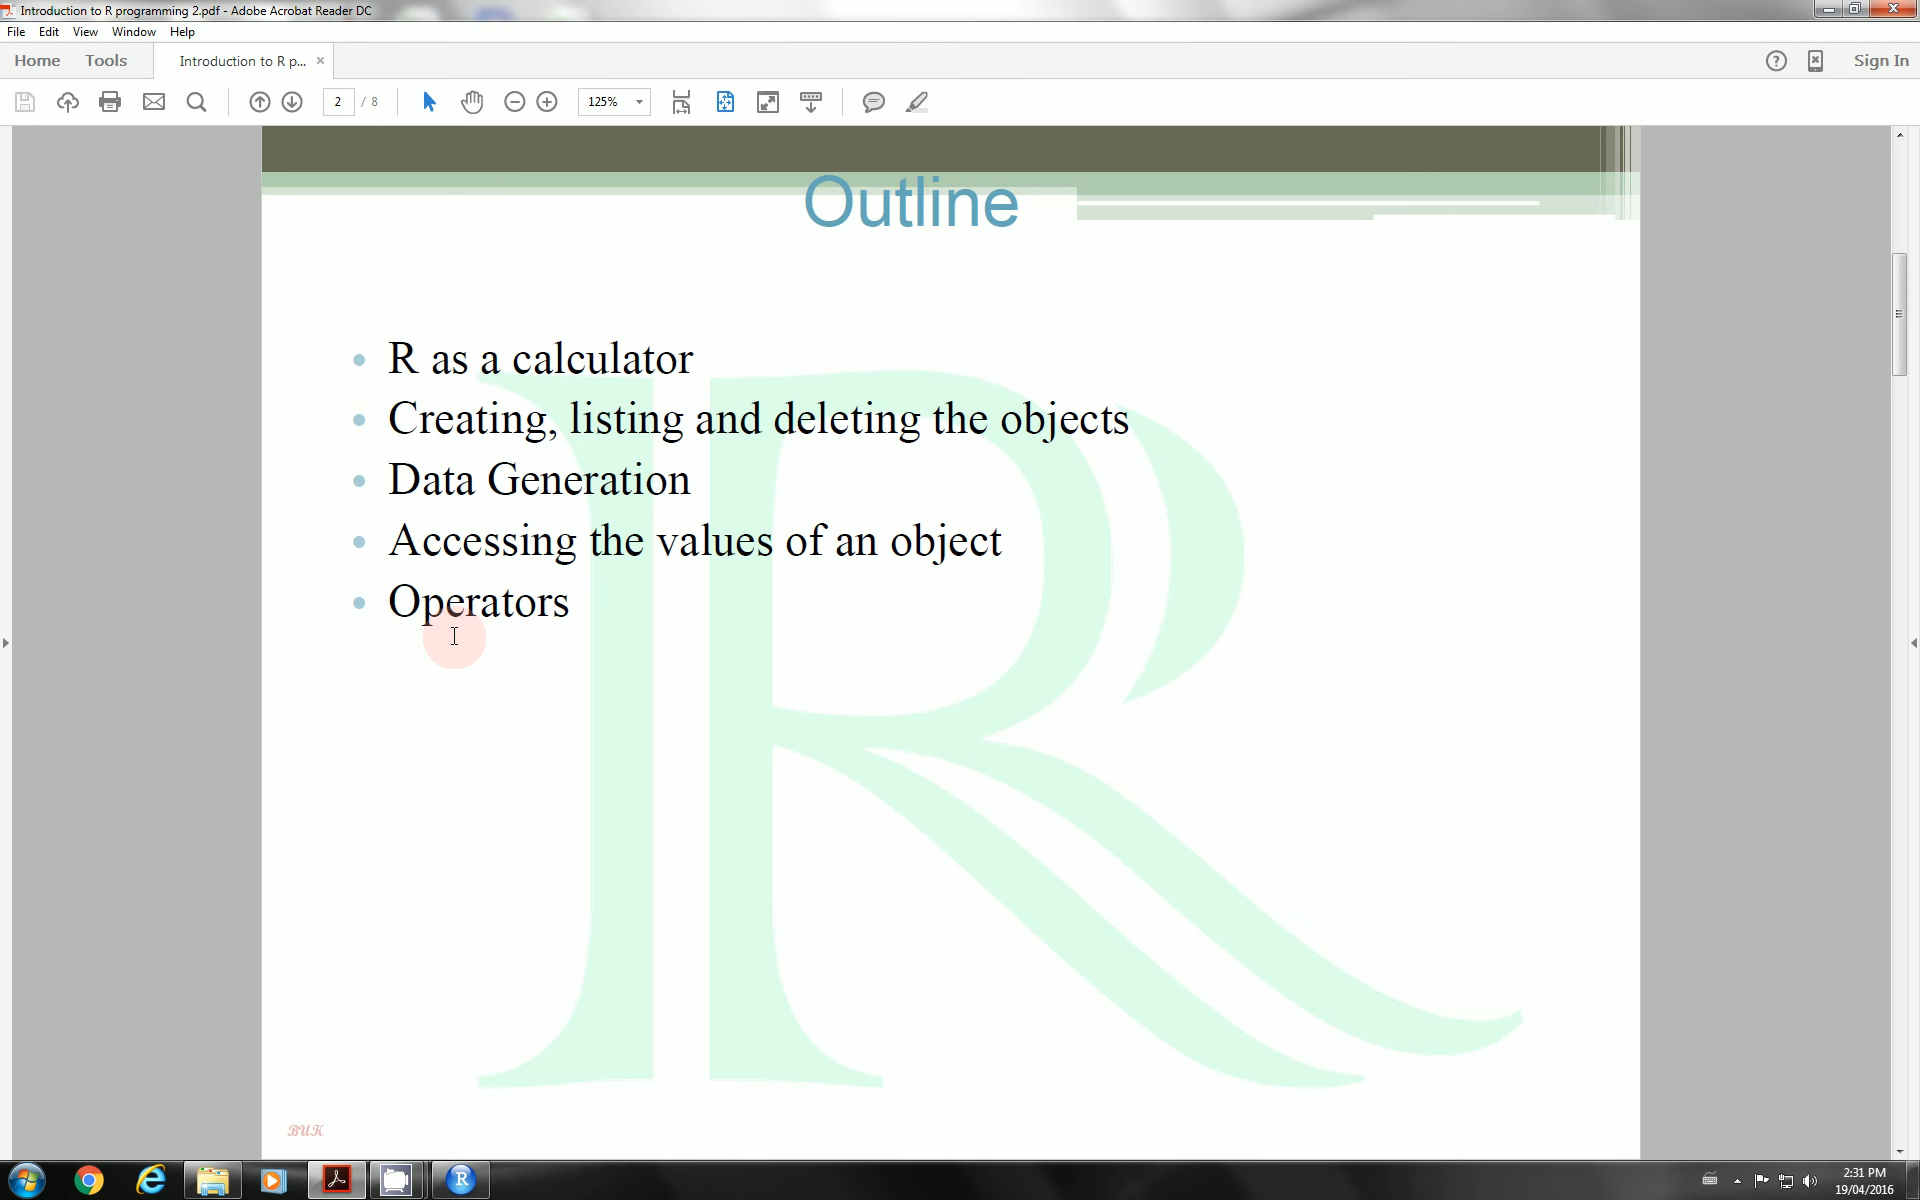 Introduction to R programming 2.pdf - Adobe Acrobat Reader DC
File Edit View Window Help
Home Tools Introduction to R p... × Sign In
2 / 8 125%
Outline
• R as a calculator
• Creating, listing and deleting the objects
• Data Generation
• Accessing the values of an object
• Operators
BUK
2:31 PM
19/04/2016